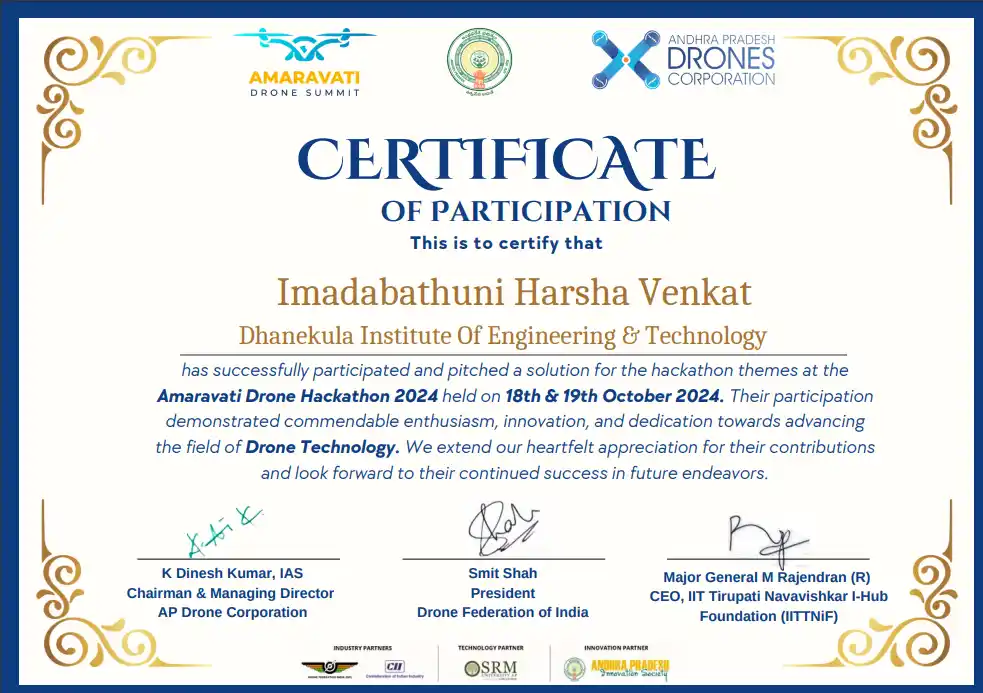 AMARAVATI
DRONE SUMMIT
ANDHRA PRADESH
DRONES
CORPORATION
CERTIFICATE
OF PARTICIPATION
This is to certify that
Imadabathuni Harsha Venkat
Dhanekula Institute Of Engineering & Technology
has successfully participated and pitched a solution for the hackathon themes at the
Amaravati Drone Hackathon 2024 held on 18th & 19th October 2024. Their participation
demonstrated commendable enthusiasm, innovation, and dedication towards advancing
the field of Drone Technology. We extend our heartfelt appreciation for their contributions
and look forward to their continued success in future endeavors.
K Dinesh Kumar, IAS
Chairman & Managing Director
AP Drone Corporation
Smit Shah
President
Drone Federation of India
Major General M Rajendran (R)
CEO, IIT Tirupati Navavishkar I-Hub
Foundation (IITTNiF)
INDUSTRY PARTNERS
CII
Confederation of Indian Industry
TECHNOLOGY PARTNER
SRM
UNIVERSITY AP
INNOVATION PARTNER
ANDHRA PRADESH
Innovation Society